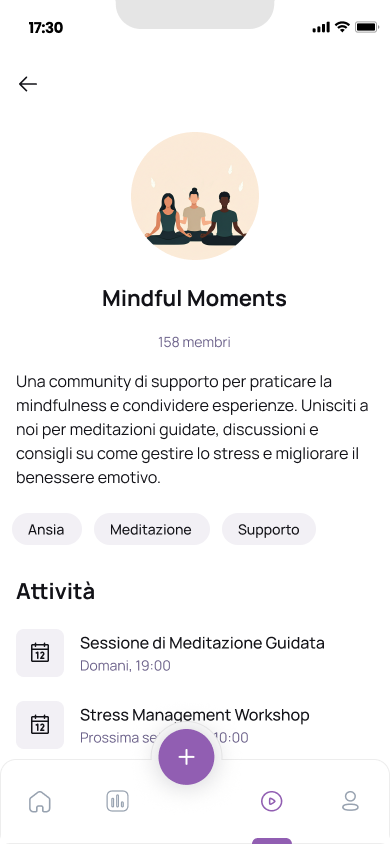 17:30
Mindful Moments
158 membri
Una community di supporto per praticare la
mindfulness e condividere esperienze. Unisciti a
noi per meditazioni guidate, discussioni e
consigli su come gestire lo stress e migliorare il
benessere emotivo.
Ansia Meditazione Supporto
Attività
12 Sessione di Meditazione Guidata
Domani, 19:00
12 Stress Management Workshop
Prossima 10:00